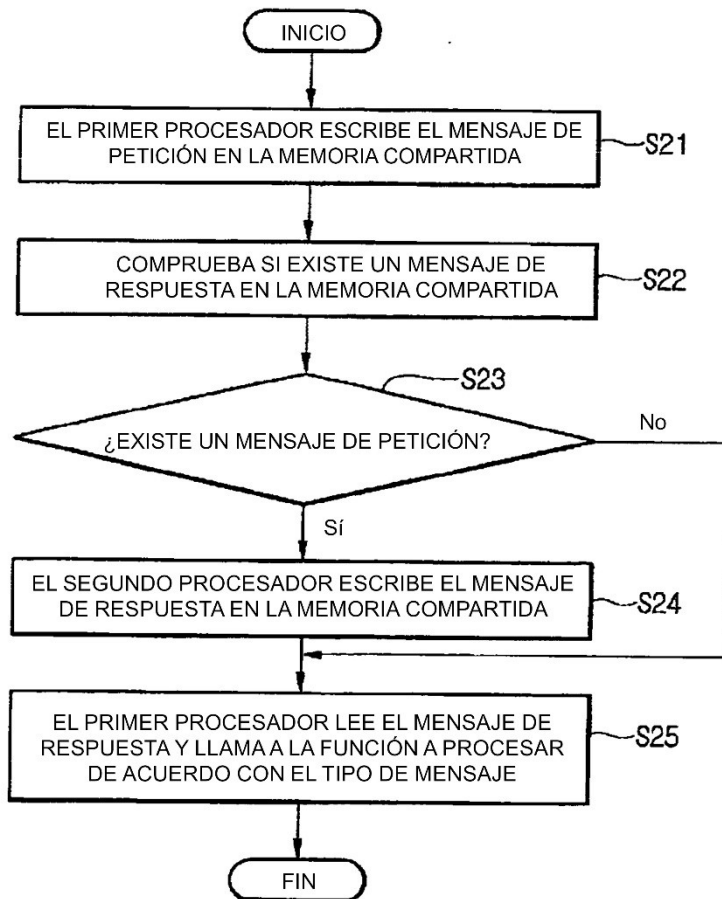 INICIO
EL PRIMER PROCESADOR ESCRIBE EL MENSAJE DE
PETICIÓN EN LA MEMORIA COMPARTIDA
S21
COMPRUEBA SI EXISTE UN MENSAJE DE
RESPUESTA EN LA MEMORIA COMPARTIDA
S22
S23
¿EXISTE UN MENSAJE DE PETICIÓN?
No
Sí
EL SEGUNDO PROCESADOR ESCRIBE EL MENSAJE
DE RESPUESTA EN LA MEMORIA COMPARTIDA
S24
EL PRIMER PROCESADOR LEE EL MENSAJE DE
RESPUESTA Y LLAMA A LA FUNCIÓN A PROCESAR
DE ACUERDO CON EL TIPO DE MENSAJE
S25
FIN